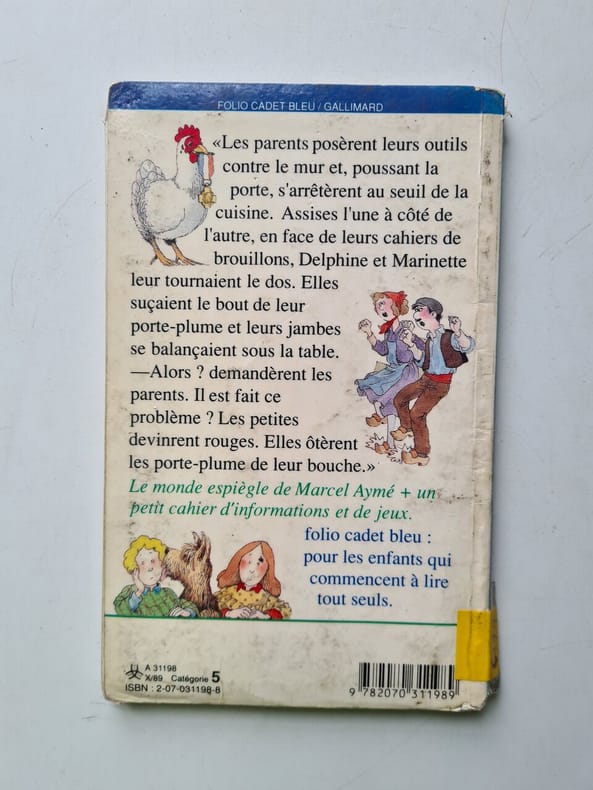 FOLIO CADET BLEU / GALLIMARD
«Les parents posèrent leurs outils
contre le mur et, poussant la
porte, s'arrêtèrent au seuil de la
cuisine. Assises l'une à côté de
l'autre, en face de leurs cahiers de
brouillons, Delphine et Marinette
leur tournaient le dos. Elles
suçaient le bout de leur
porte-plume et leurs jambes
se balançaient sous la table.
—Alors ? demandèrent les
parents. Il est fait ce
problème ? Les petites
devinrent rouges. Elles ôtèrent
les porte-plume de leur bouche.»
Le monde espiègle de Marcel Aymé + un
petit cahier d'informations et de jeux.
folio cadet bleu :
pour les enfants qui
commencent à lire
tout seuls.
A 31198
X/89 Catégorie 5
ISBN : 2-07-031198-8
9 782070 311989